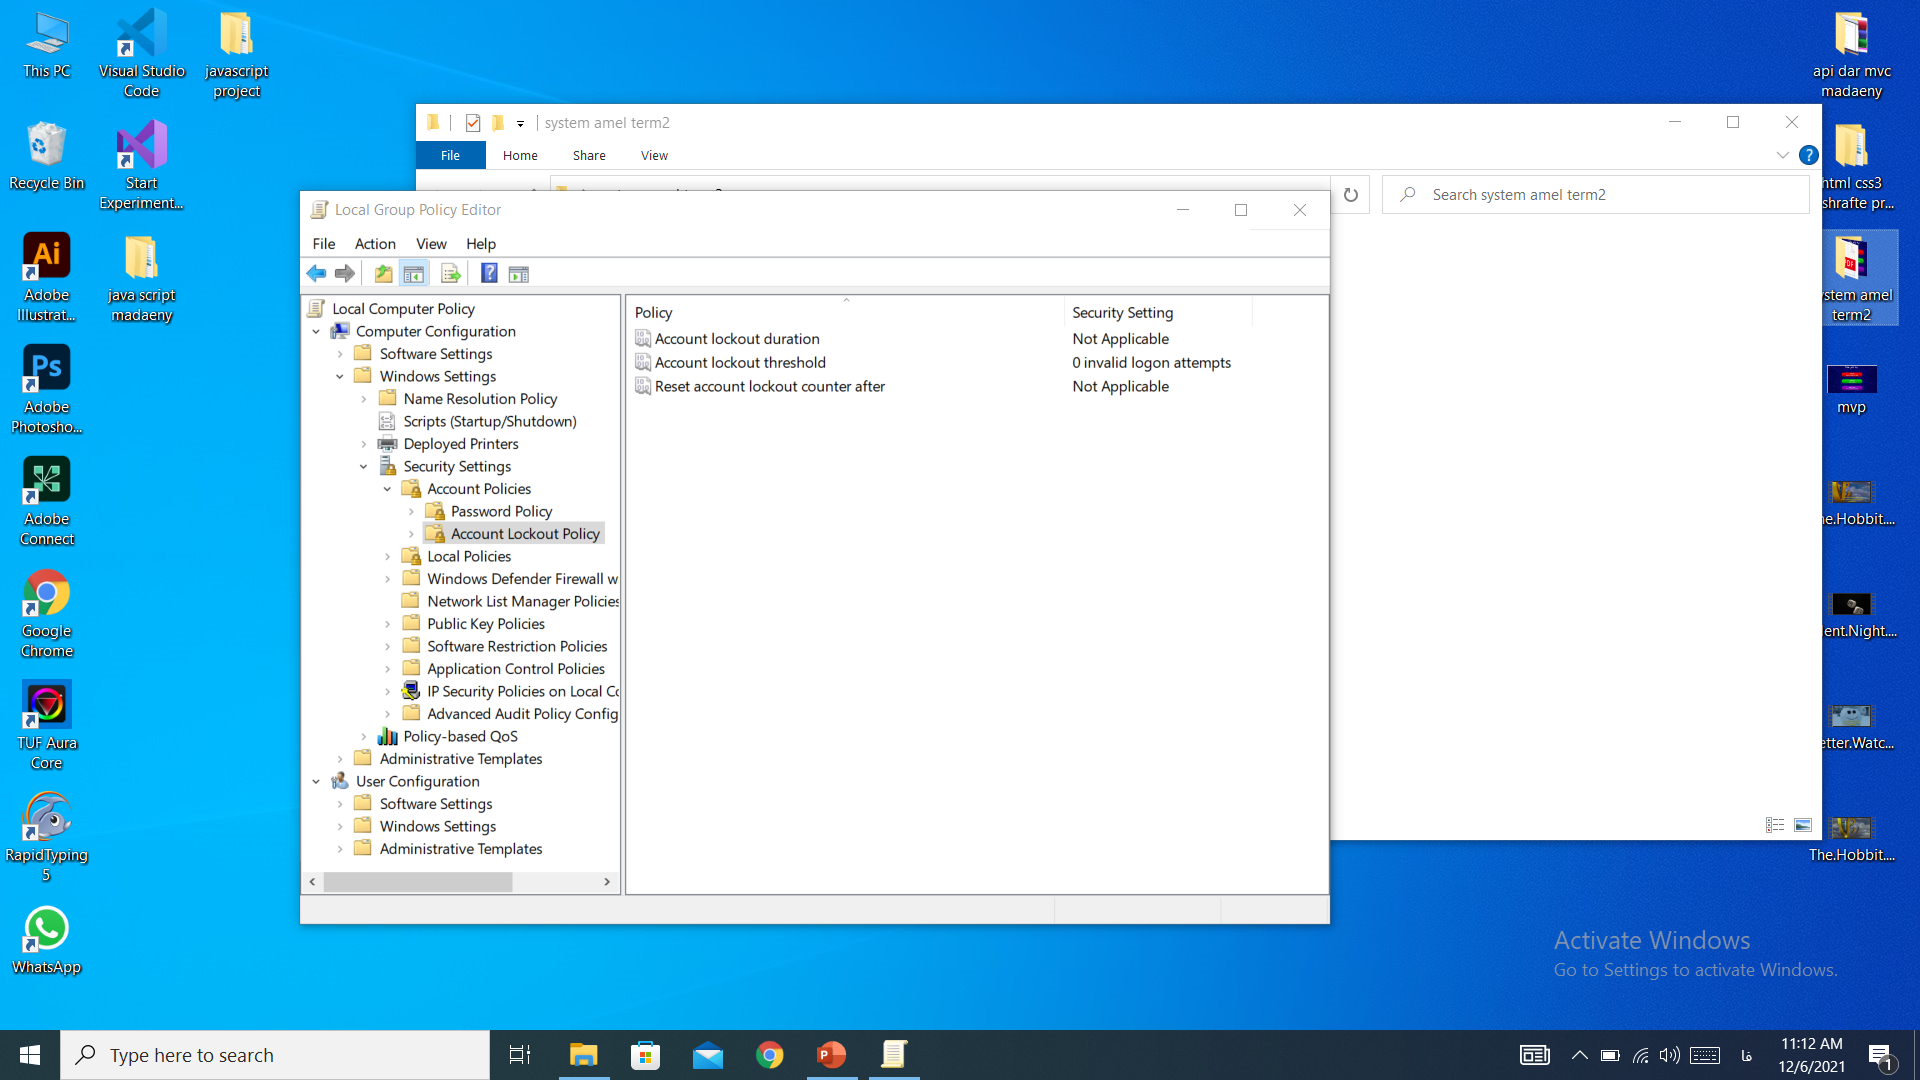 This PC
Visual Studio
Code
javascript
project
Recycle Bin
Start
Experiment...
Adobe
Illustrat...
java script
madaeny
Adobe
Photosho...
Adobe
Connect
Google
Chrome
TUF Aura
Core
RapidTyping
5
WhatsApp
system amel term2
File
Home
Share
View
Search system amel term2
Local Group Policy Editor
File
Action
View
Help
Local Computer Policy
Computer Configuration
Software Settings
Windows Settings
Name Resolution Policy
Scripts (Startup/Shutdown)
Deployed Printers
Security Settings
Account Policies
Password Policy
Account Lockout Policy
Local Policies
Windows Defender Firewall w
Network List Manager Policies
Public Key Policies
Software Restriction Policies
Application Control Policies
IP Security Policies on Local Co
Advanced Audit Policy Config
Policy-based QoS
Administrative Templates
User Configuration
Software Settings
Windows Settings
Administrative Templates
Policy
Security Setting
Account lockout duration
Not Applicable
Account lockout threshold
0 invalid logon attempts
Reset account lockout counter after
Not Applicable
api dar mvc
madaeny
html css3
shrafte pr...
stem amel
term2
mvp
he.Hobbit....
lent.Night....
etter.Watc...
The.Hobbit....
Activate Windows
Go to Settings to activate Windows.
Type here to search
فا
11:12 AM
12/6/2021
1